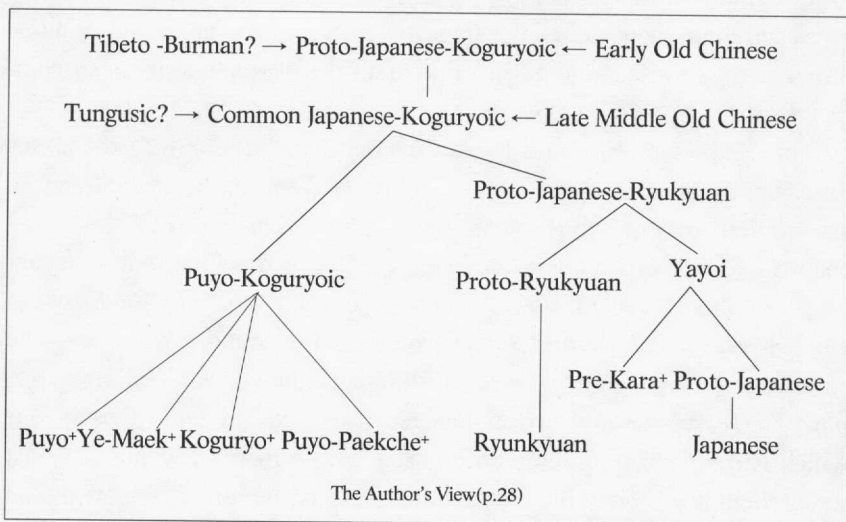 Tibeto -Burman? → Proto-Japanese-Koguryoic ← Early Old Chinese
Tungusic? → Common Japanese-Koguryoic ← Late Middle Old Chinese
Proto-Japanese-Ryukyuan
Puyo-Koguryoic Proto-Ryukyuan Yayoi
Pre-Kara⁺ Proto-Japanese
Puyo⁺Ye-Maek⁺ Koguryo⁺ Puyo-Paekche⁺ Ryunkyuan Japanese
The Author's View(p.28)